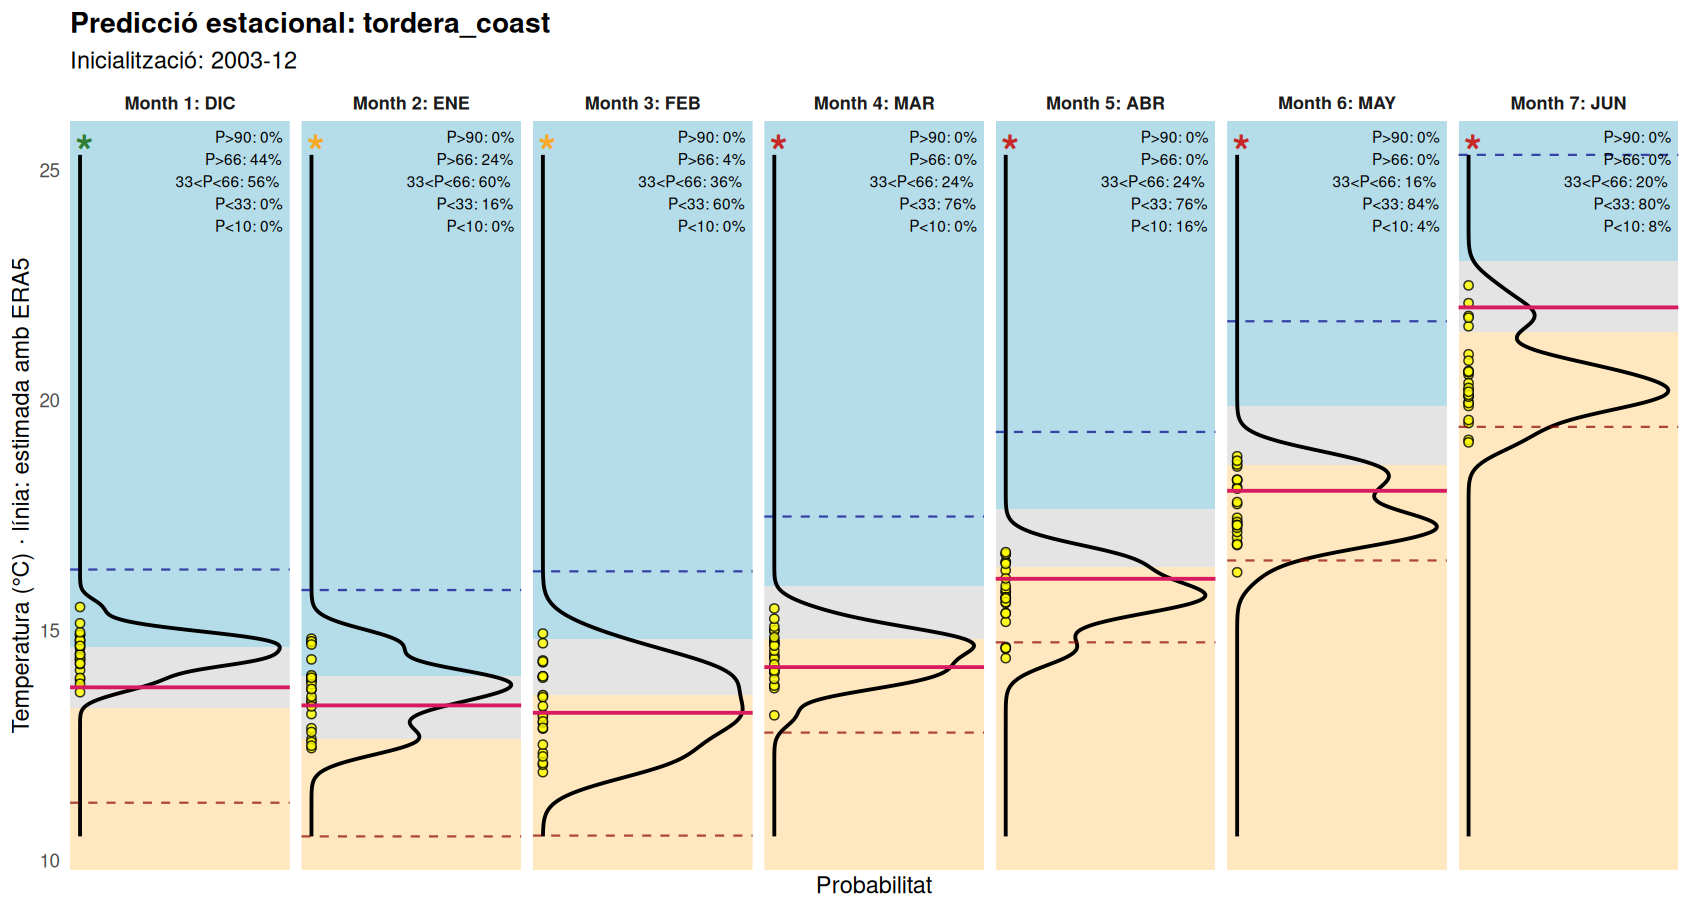 Predicció estacional: tordera_coast
Inicialització: 2003-12
Month 1: DIC
Month 2: ENE
Month 3: FEB
Month 4: MAR
Month 5: ABR
Month 6: MAY
Month 7: JUN
*
P>90: 0%
P>66: 44%
33<P<66: 56%
P<33: 0%
P<10: 0%
*
P>90: 0%
P>66: 24%
33<P<66: 60%
P<33: 16%
P<10: 0%
*
P>90: 0%
P>66: 4%
33<P<66: 36%
P<33: 60%
P<10: 0%
*
P>90: 0%
P>66: 0%
33<P<66: 24%
P<33: 76%
P<10: 0%
*
P>90: 0%
P>66: 0%
33<P<66: 24%
P<33: 76%
P<10: 16%
*
P>90: 0%
P>66: 0%
33<P<66: 16%
P<33: 84%
P<10: 4%
*
P>90: 0%
P>66: 0%
33<P<66: 20%
P<33: 80%
P<10: 8%
Temperatura (°C) · línia: estimada amb ERA5
25
20
15
10
Probabilitat